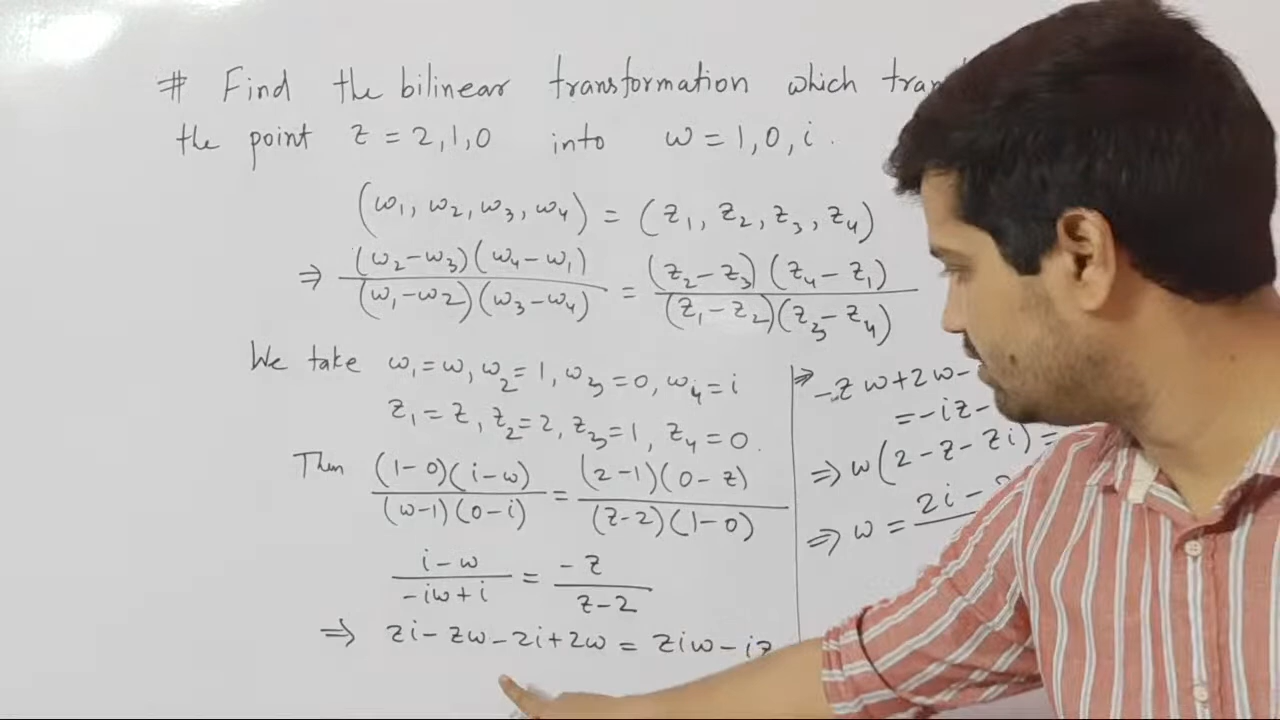 # Find the bilinear transformation which
the point z = 2,1,0 into w = 1,0,i.
(w₁, w₂, w₃, w₄) = (z₁, z₂, z₃, z₄)
⇒ (w₂-w₃)(w₄-w₁) / (w₁-w₂)(w₃-w₄) = (z₂-z₃)(z₄-z₁) / (z₁-z₂)(z₃-z₄)
We take w₁=w, w₂=1, w₃=0, w₄=i
z₁=z, z₂=2, z₃=1, z₄=0.
Then (1-0)(i-w) / (w-1)(0-i) = (2-1)(0-z) / (z-2)(1-0)
i-w / -iw+i = -z / z-2
⇒ zi-zw-2i+2w = ziw-iz
⇒ -zw+2w-
= -iz-
⇒ w(2-z-zi) =
⇒ w = 2i-